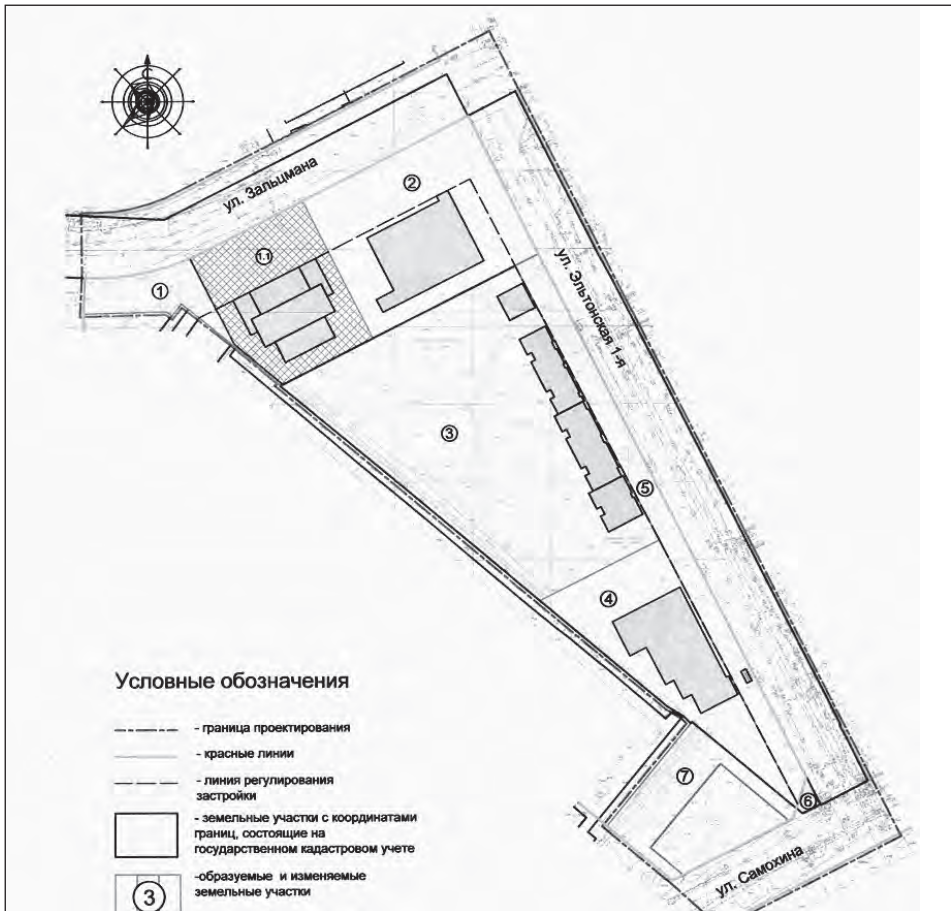 С
ул. Зальцмана
②
1.1
①
ул. Эльтонская 1-я
③
⑤
④
Условные обозначения
- граница проектирования
- красные линии
- линия регулирования
застройки
- земельные участки с координатами
границ, состоящие на
государственном кадастровом учете
③
-образуемые и изменяемые
земельные участки
⑦
⑥
ул. Самохина